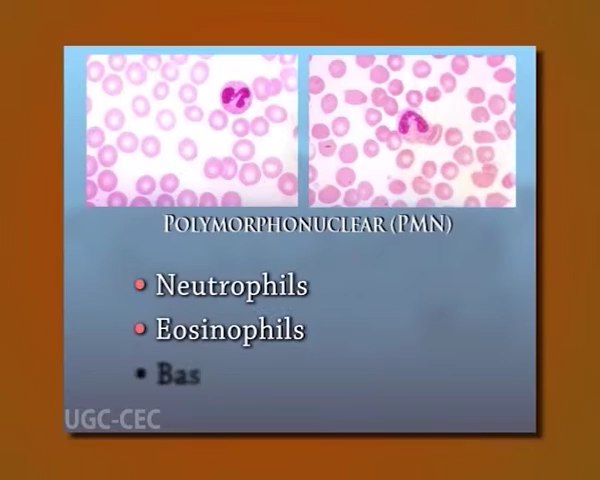 POLYMORPHONUCLEAR (PMN)
• Neutrophils
• Eosinophils
• Bas
UGC-CEC